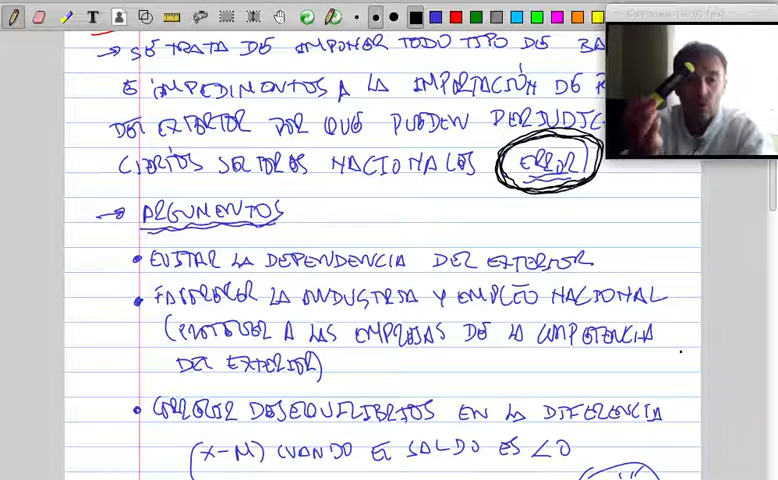 → SE TRATA DE IMPONER TODO TIPO DE BA
E IMPEDIMENTOS A LA IMPORTACIÓN DE
DEL EXTERIOR POR QUE PUEDEN PERJUDIC
CIERTOS SECTORES NACIONALES ERROR
→ ARGUMENTOS
• EVITAR LA DEPENDENCIA DEL EXTERIOR
• FAVORECER LA INDUSTRIA Y EMPLEO NACIONAL
(PROTEGER A LAS EMPRESAS DE LA COMPETENCIA
DEL EXTERIOR)
• CORREGIR DESEQUILIBRIOS EN LA DIFERENCIA
(X-M) CUANDO EL SALDO ES <0